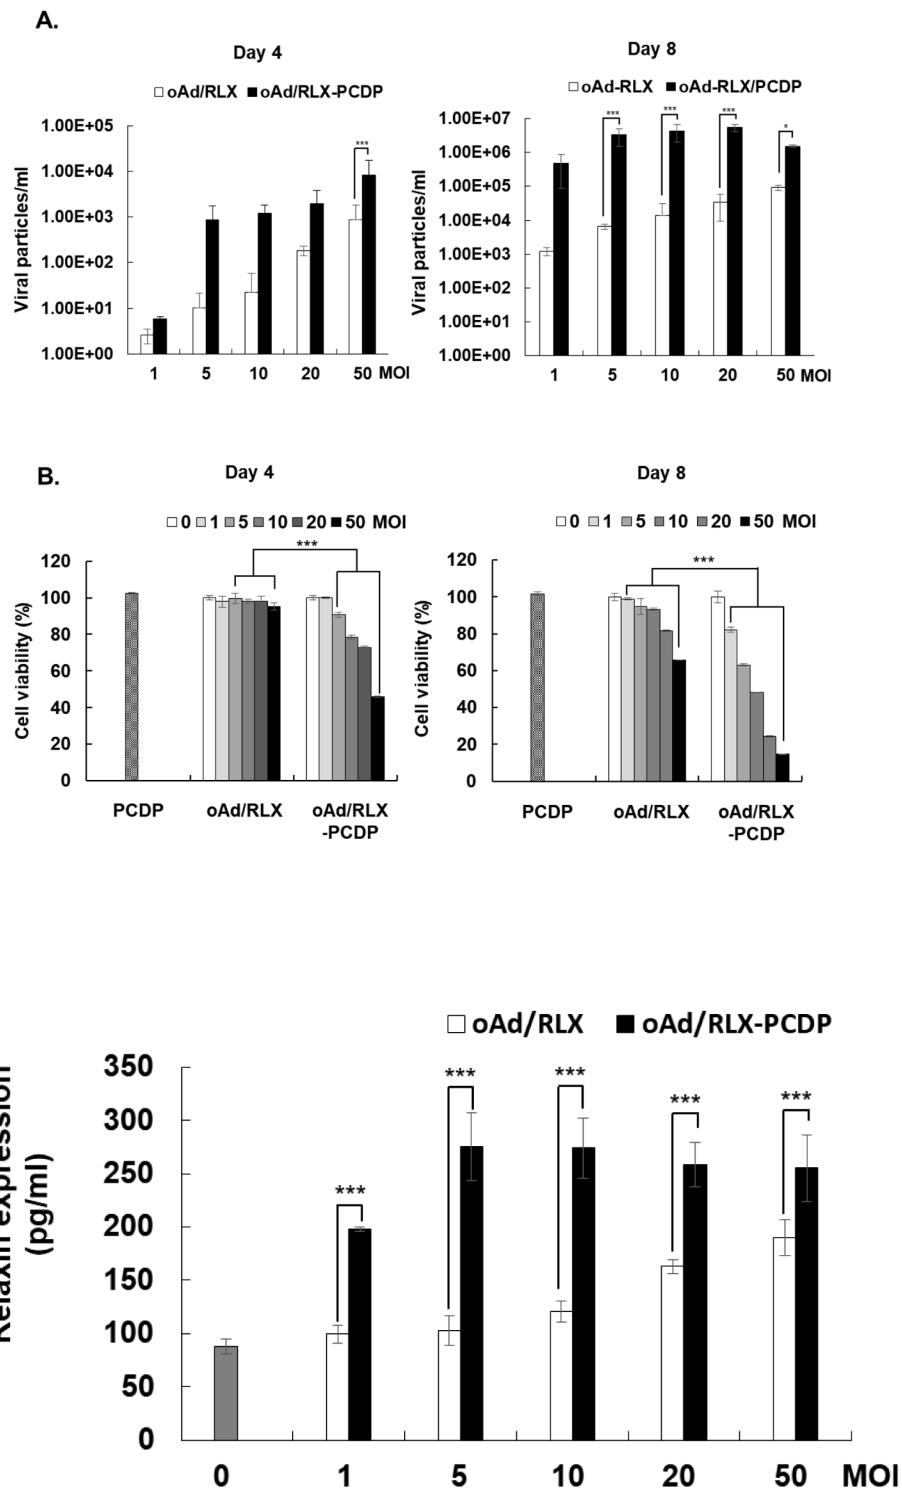 A.
Day 4
oAd/RLX oAd/RLX-PCDP
Viral particles/ml
1.00E+05
1.00E+04
1.00E+03
1.00E+02
1.00E+01
1.00E+00
***
1 5 10 20 50 MOI
Day 8
oAd-RLX oAd-RLX/PCDP
Viral particles/ml
1.00E+07
1.00E+06
1.00E+05
1.00E+04
1.00E+03
1.00E+02
1.00E+01
1.00E+00
*** *** *** *
1 5 10 20 50 MOI
B.
Day 4
0 1 5 10 20 50 MOI
***
Cell viability (%)
120
100
80
60
40
20
0
PCDP oAd/RLX oAd/RLX
-PCDP
Day 8
0 1 5 10 20 50 MOI
***
Cell viability (%)
120
100
80
60
40
20
0
PCDP oAd/RLX oAd/RLX
-PCDP
oAd/RLX oAd/RLX-PCDP
Relaxin expression
(pg/ml)
350
300
250
200
150
100
50
0
*** *** *** *** ***
0 1 5 10 20 50 MOI